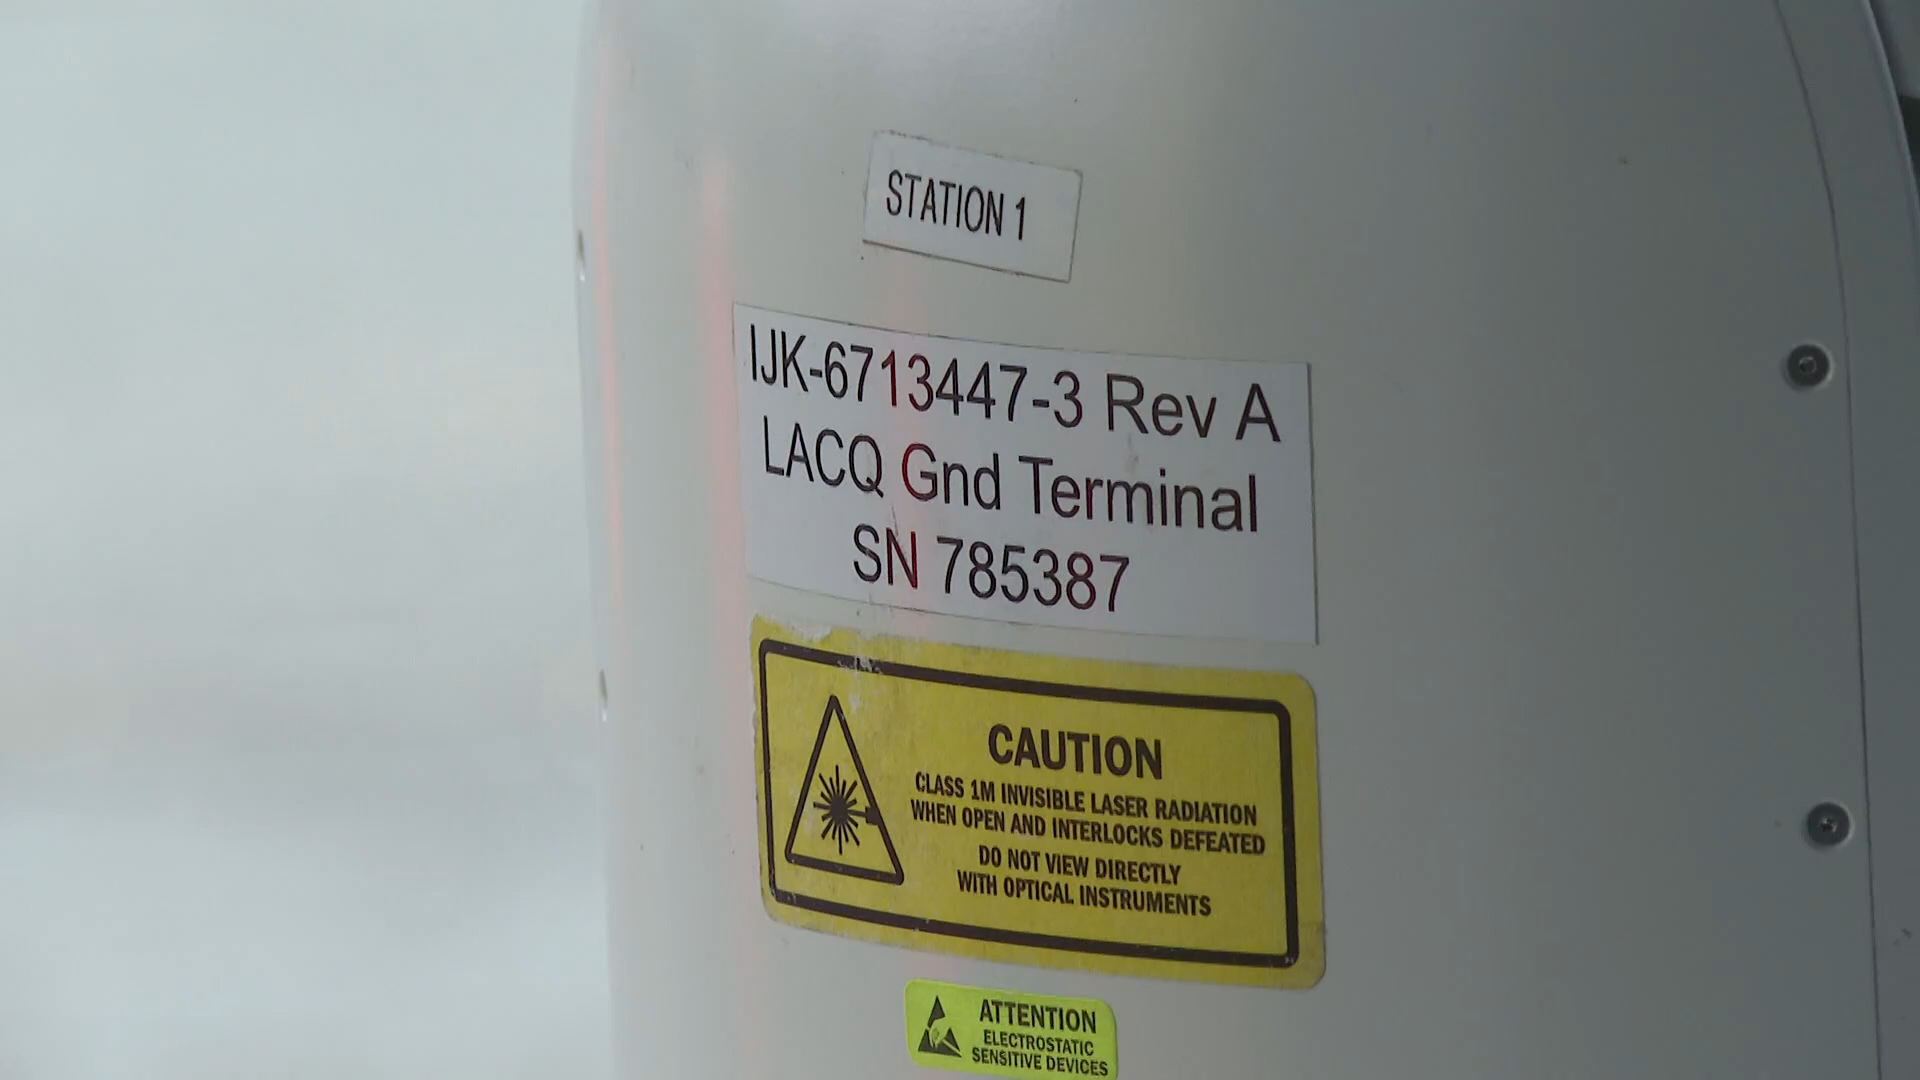 STATION 1
IJK-6713447-3 Rev A
LACQ Gnd Terminal
SN 785387
CAUTION
CLASS 1M INVISIBLE LASER RADIATION
WHEN OPEN AND INTERLOCKS DEFEATED
DO NOT VIEW DIRECTLY
WITH OPTICAL INSTRUMENTS
ATTENTION
ELECTROSTATIC
SENSITIVE DEVICES